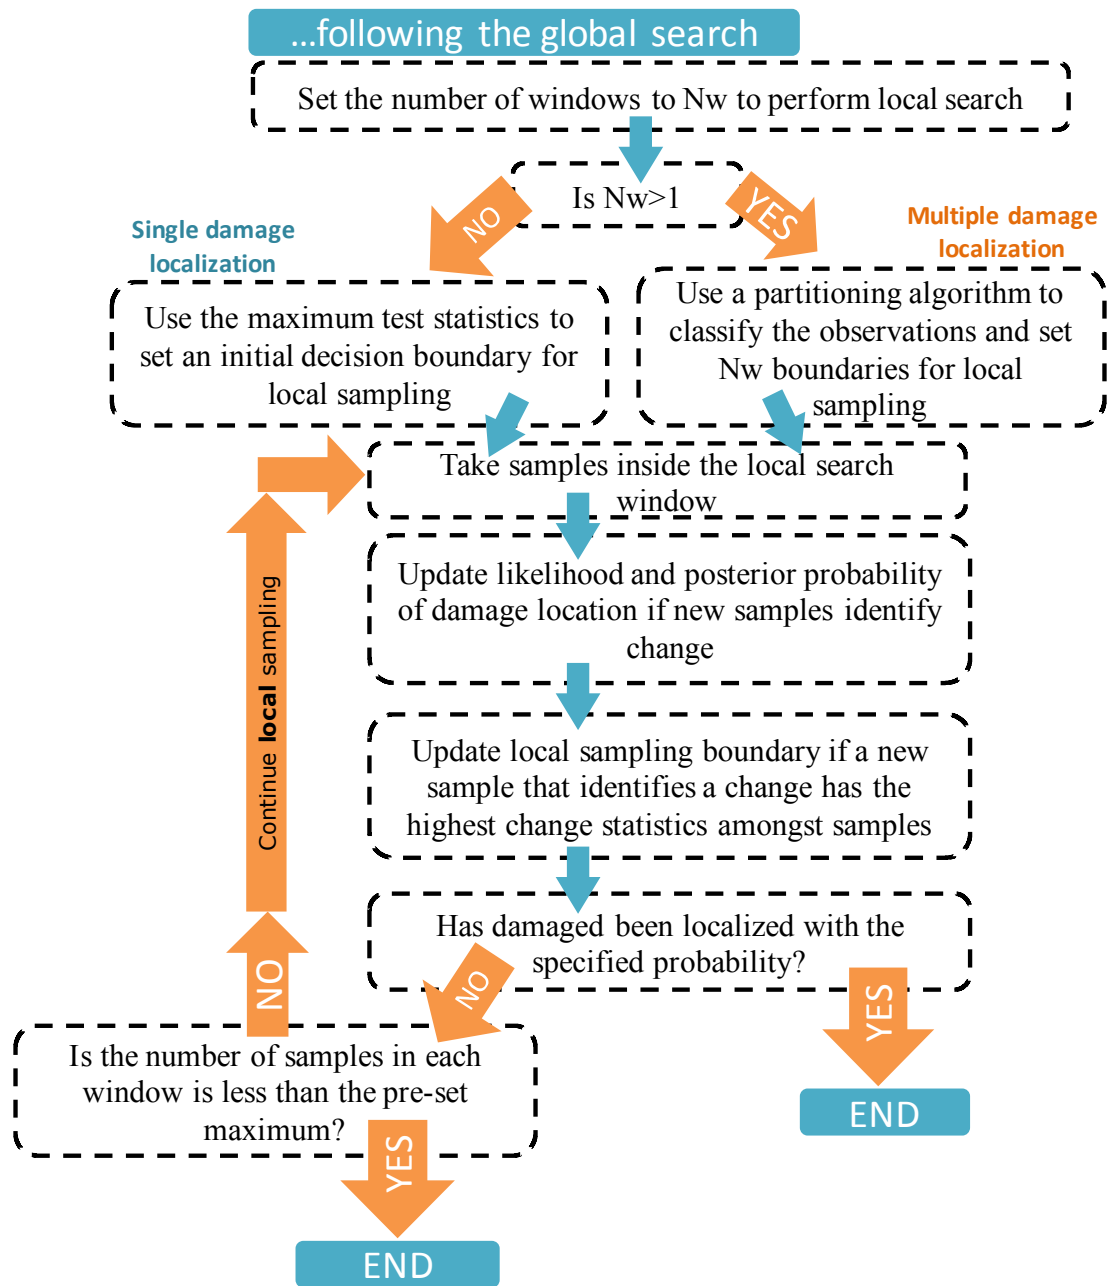 ...following the global search
Set the number of windows to Nw to perform local search
Is Nw>1
NO
YES
Single damage
localization
Multiple damage
localization
Use the maximum test statistics to
set an initial decision boundary for
local sampling
Use a partitioning algorithm to
classify the observations and set
Nw boundaries for local
sampling
Take samples inside the local search
window
Update likelihood and posterior probability
of damage location if new samples identify
change
Continue local sampling
Update local sampling boundary if a new
sample that identifies a change has the
highest change statistics amongst samples
Has damaged been localized with the
specified probability?
NO
NO
YES
Is the number of samples in each
window is less than the pre-set
maximum?
END
YES
END